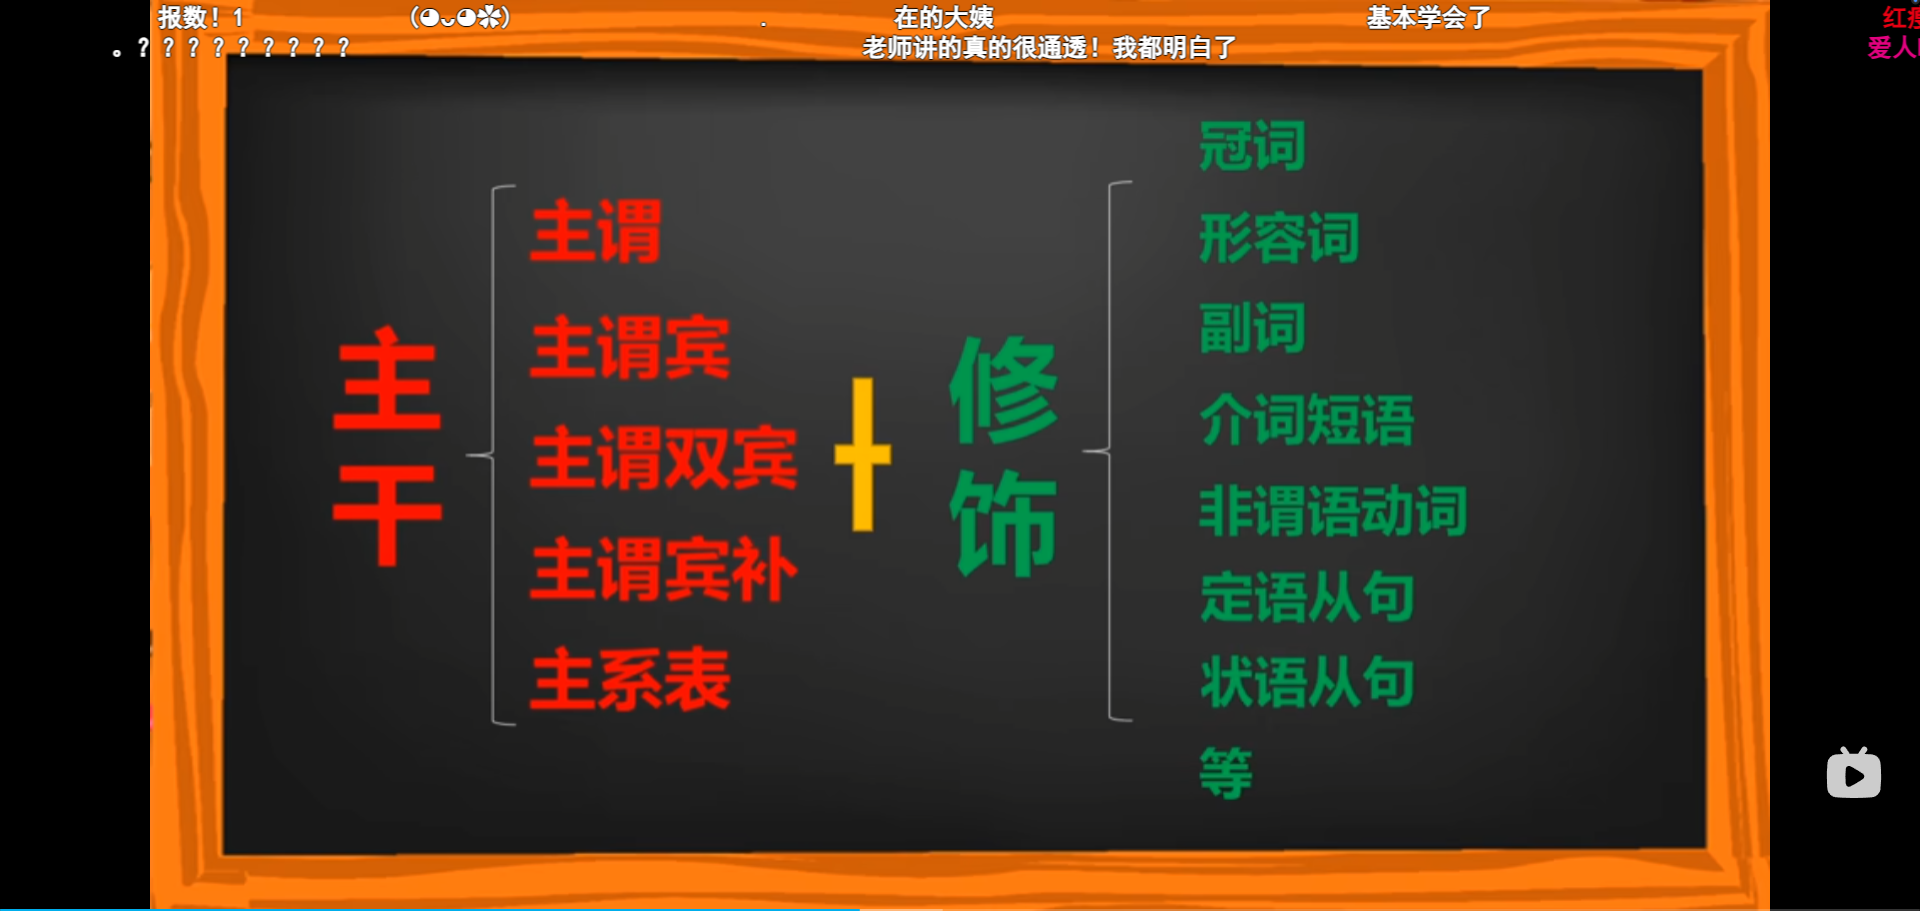 报数！1
(◕ᴗ◕✿)
.
在的大姨
基本学会了
。？？？？？？？？？
老师讲的真的很通透！我都明白了
爱人
主干
主谓
主谓宾
主谓双宾
主谓宾补
主系表
+
修饰
冠词
形容词
副词
介词短语
非谓语动词
定语从句
状语从句
等